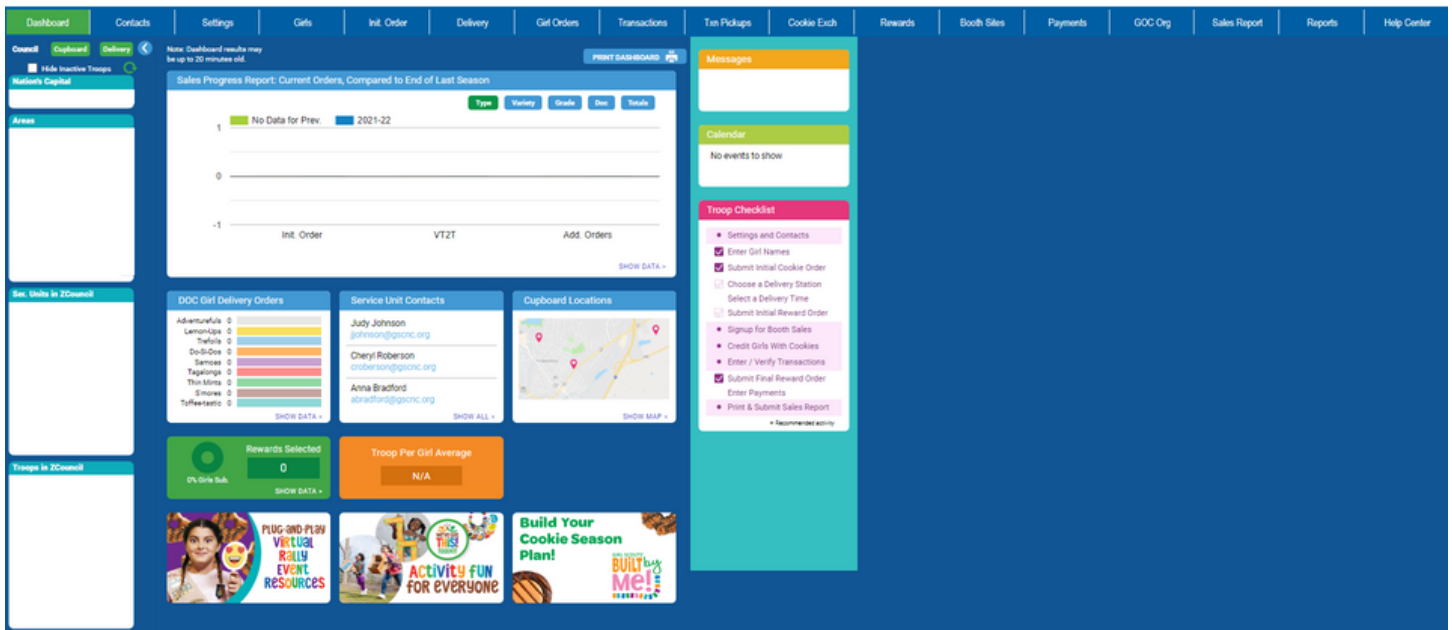 Dashboard
Contacts
Settings
Girls
Init. Order
Delivery
Girl Orders
Transactions
Txn Pickups
Cookie Exch
Rewards
Booth Sites
Payments
GOC Org
Sales Report
Reports
Help Center
Council
Cupboard
Delivery
Hide Inactive Troops
Nation's Capital
Areas
Ser. Units in ZCouncil
Troops in ZCouncil
Note: Dashboard results may
be up to 20 minutes old.
PRINT DASHBOARD
Sales Progress Report: Current Orders, Compared to End of Last Season
Type
Variety
Grade
Doc
Totals
No Data for Prev.
2021-22
1
0
-1
Init. Order
VT2T
Add. Orders
SHOW DATA »
DOC Girl Delivery Orders
Adventurefuls 0
Lemon-Ups 0
Trefoils 0
Do-Si-Dos 0
Samoas 0
Tagalongs 0
Thin Mints 0
S'mores 0
Toffee-tastic 0
SHOW DATA »
Service Unit Contacts
Judy Johnson
jjohnson@gscnc.org
Cheryl Roberson
croberson@gscnc.org
Anna Bradford
abradford@gscnc.org
SHOW ALL »
Cupboard Locations
SHOW MAP »
Rewards Selected
0
0% Girls Sub.
SHOW DATA »
Troop Per Girl Average
N/A
PLUG-AND-PLAY
VIRTUAL
RALLY
EVENT
RESOURCES
ACTIVITY FUN
FOR EVERYONE
Build Your
Cookie Season
Plan!
BUILT by
Me!
Messages
Calendar
No events to show
Troop Checklist
Settings and Contacts
Enter Girl Names
Submit Initial Cookie Order
Choose a Delivery Station
Select a Delivery Time
Submit Initial Reward Order
Signup for Booth Sales
Credit Girls With Cookies
Enter / Verify Transactions
Submit Final Reward Order
Enter Payments
Print & Submit Sales Report
* Recommended activity